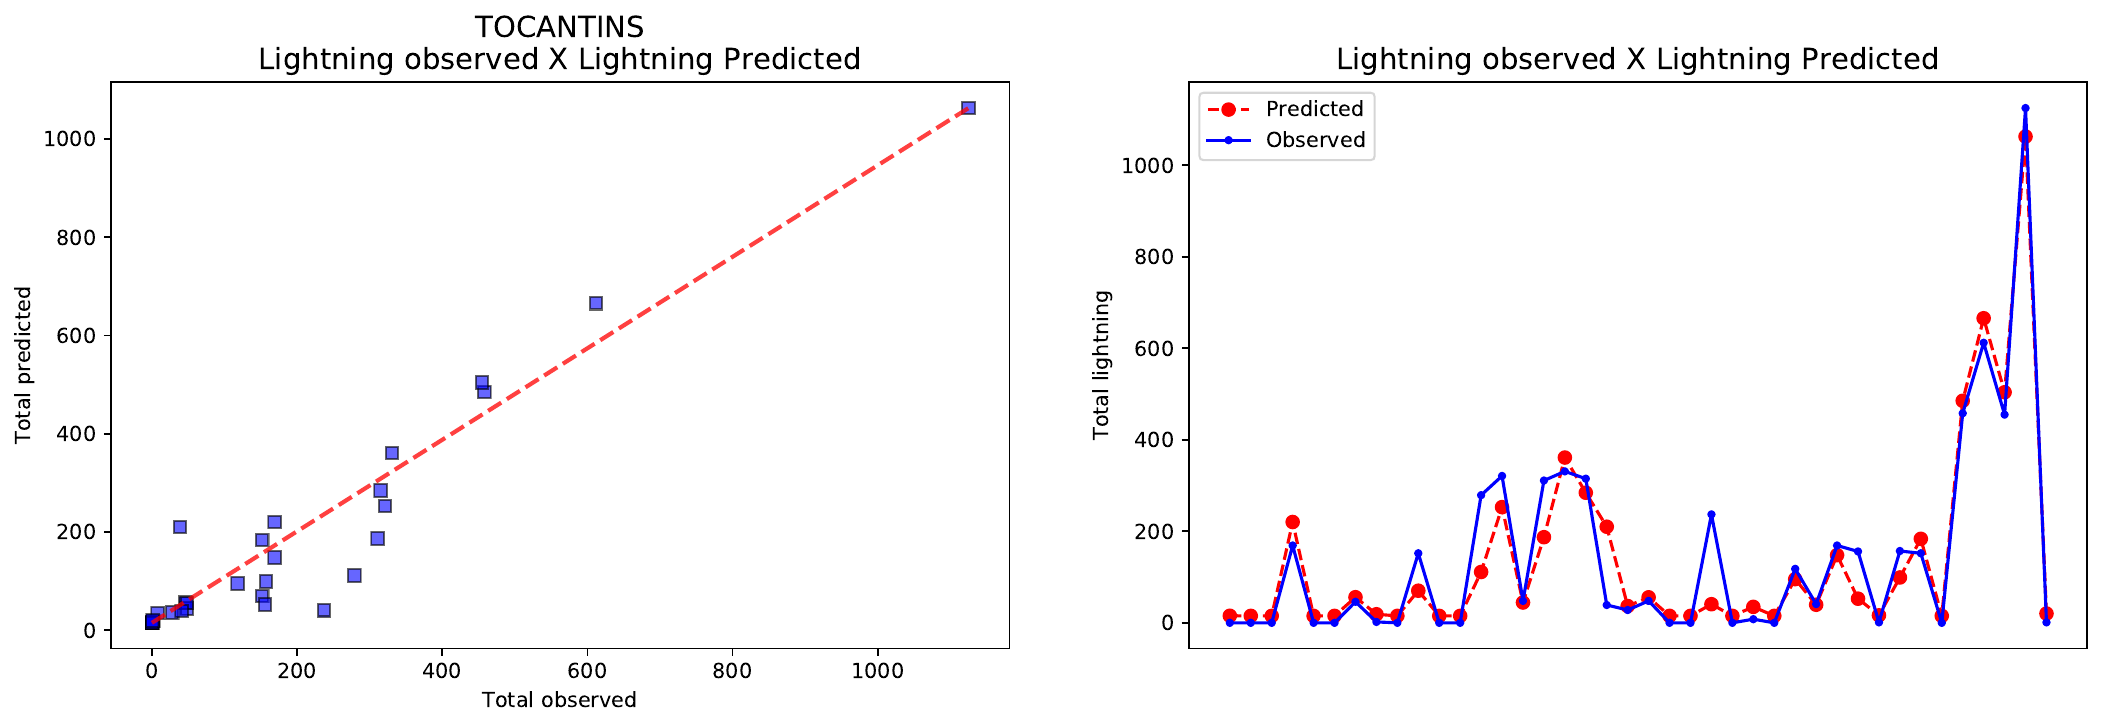 TOCANTINS
Lightning observed X Lightning Predicted
Total predicted
1000
800
600
400
200
0
0 200 400 600 800 1000
Total observed
Lightning observed X Lightning Predicted
Predicted
Observed
Total lightning
1000
800
600
400
200
0